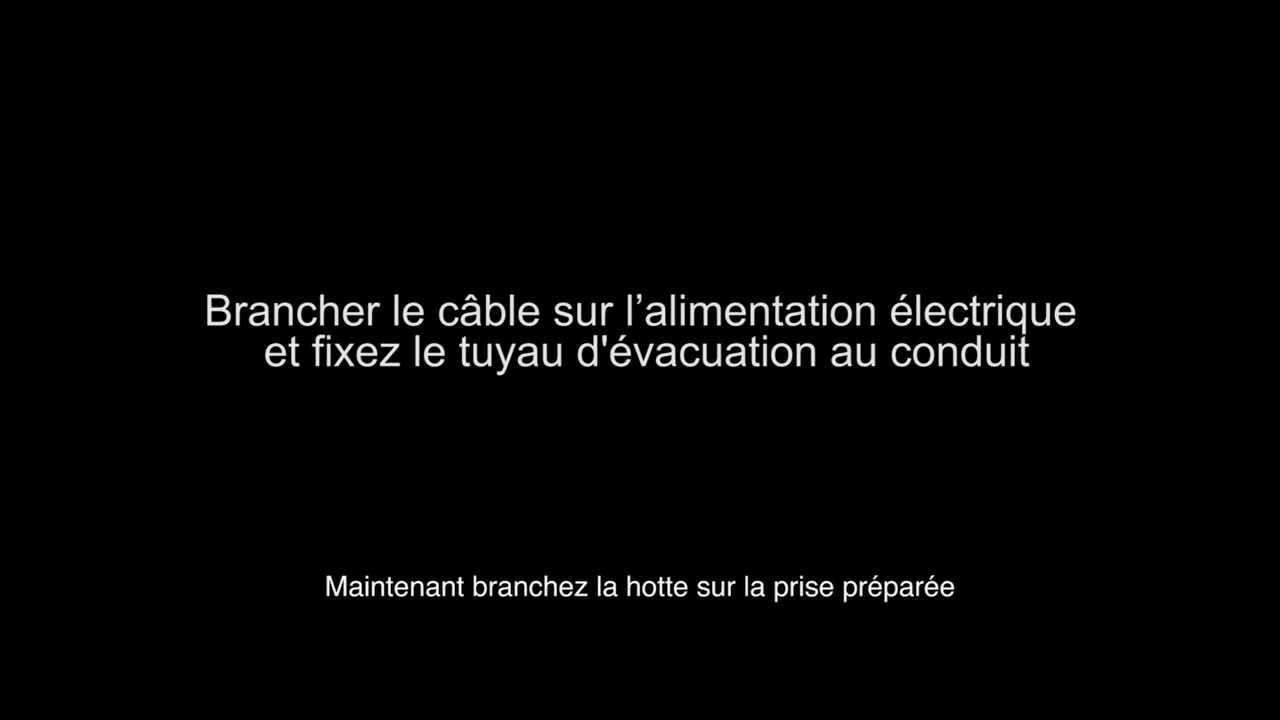 Brancher le câble sur l’alimentation électrique
et fixez le tuyau d'évacuation au conduit
Maintenant branchez la hotte sur la prise préparée